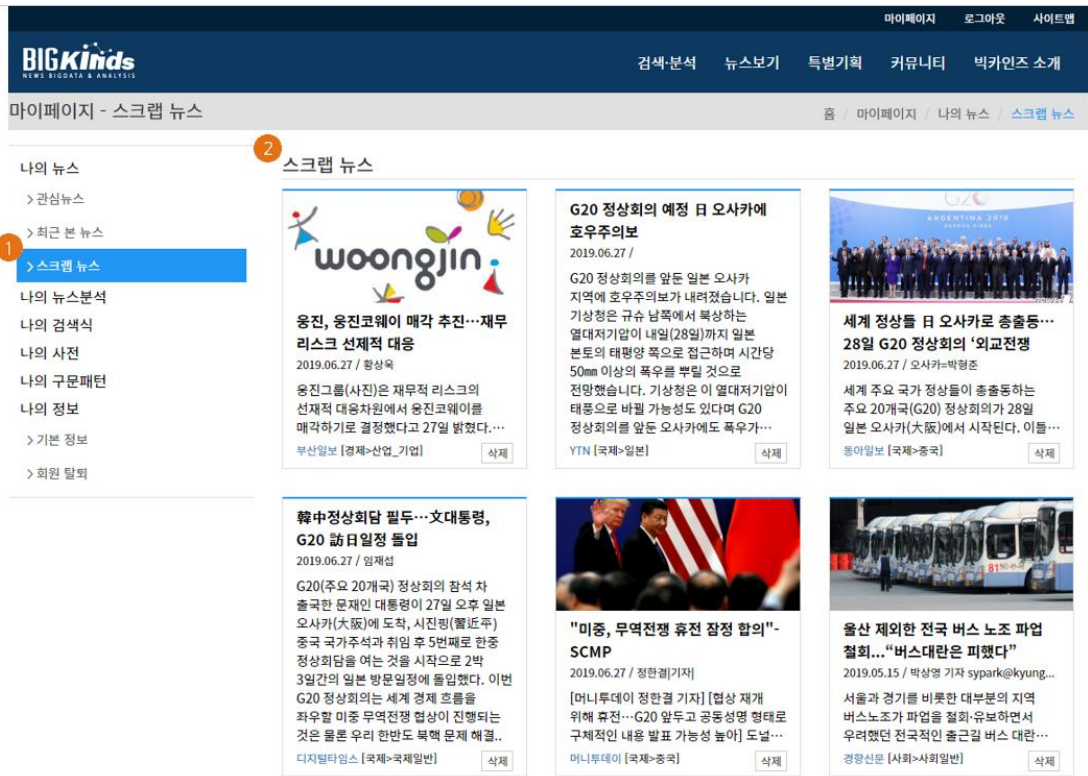 마이페이지 로그아웃 사이트맵
BIGKinds
NEWS BIGDATA & ANALYSIS
검색·분석 뉴스보기 특별기획 커뮤니티 빅카인즈 소개
마이페이지 - 스크랩 뉴스
홈 / 마이페이지 / 나의 뉴스 / 스크랩 뉴스
나의 뉴스
> 관심뉴스
> 최근 본 뉴스
1
> 스크랩 뉴스
나의 뉴스분석
나의 검색식
나의 사전
나의 구문패턴
나의 정보
> 기본 정보
> 회원 탈퇴
2
스크랩 뉴스
woongjin
웅진, 웅진코웨이 매각 추진…재무
리스크 선제적 대응
2019.06.27 / 황상욱
웅진그룹(사진)은 재무적 리스크의
선재적 대응차원에서 웅진코웨이를
매각하기로 결정했다고 27일 밝혔다.…
부산일보 [경제>산업_기업] 삭제
G20 정상회의 예정 日 오사카에
호우주의보
2019.06.27 /
G20 정상회의를 앞둔 일본 오사카
지역에 호우주의보가 내려졌습니다. 일본
기상청은 규슈 남쪽에서 북상하는
열대저기압이 내일(28일)까지 일본
본토의 태평양 쪽으로 접근하며 시간당
50㎜ 이상의 폭우를 뿌릴 것으로
전망했습니다. 기상청은 이 열대저기압이
태풍으로 바뀔 가능성도 있다며 G20
정상회의를 앞둔 오사카에도 폭우가…
YTN [국제>일본] 삭제
G20
ARGENTINA 2018
BUENOS AIRES
세계 정상들 日 오사카로 총출동…
28일 G20 정상회의 ‘외교전쟁
2019.06.27 / 오사카=박형준
세계 주요 국가 정상들이 총출동하는
주요 20개국(G20) 정상회의가 28일
일본 오사카(大阪)에서 시작된다. 이들…
동아일보 [국제>중국] 삭제
韓中정상회담 필두…文대통령,
G20 訪日일정 돌입
2019.06.27 / 임재섭
G20(주요 20개국) 정상회의 참석 차
출국한 문재인 대통령이 27일 오후 일본
오사카(大阪)에 도착, 시진핑(習近平)
중국 국가주석과 취임 후 5번째로 한중
정상회담을 여는 것을 시작으로 2박
3일간의 일본 방문일정에 돌입했다. 이번
G20 정상회의는 세계 경제 흐름을
좌우할 미중 무역전쟁 협상이 진행되는
것은 물론 우리 한반도 북핵 문제 해결..
디지털타임스 [국제>국제일반] 삭제
"미중, 무역전쟁 휴전 잠정 합의"-
SCMP
2019.06.27 / 정한결|기자|
[머니투데이 정한결 기자] [협상 재개
위해 휴전…G20 앞두고 공동성명 형태로
구체적인 내용 발표 가능성 높아] 도널…
머니투데이 [국제>중국] 삭제
81
울산 제외한 전국 버스 노조 파업
철회...“버스대란은 피했다”
2019.05.15 / 박상영 기자 sypark@kyung...
서울과 경기를 비롯한 대부분의 지역
버스노조가 파업을 철회·유보하면서
우려했던 전국적인 출근길 버스 대란…
경향신문 [사회>사회일반] 삭제